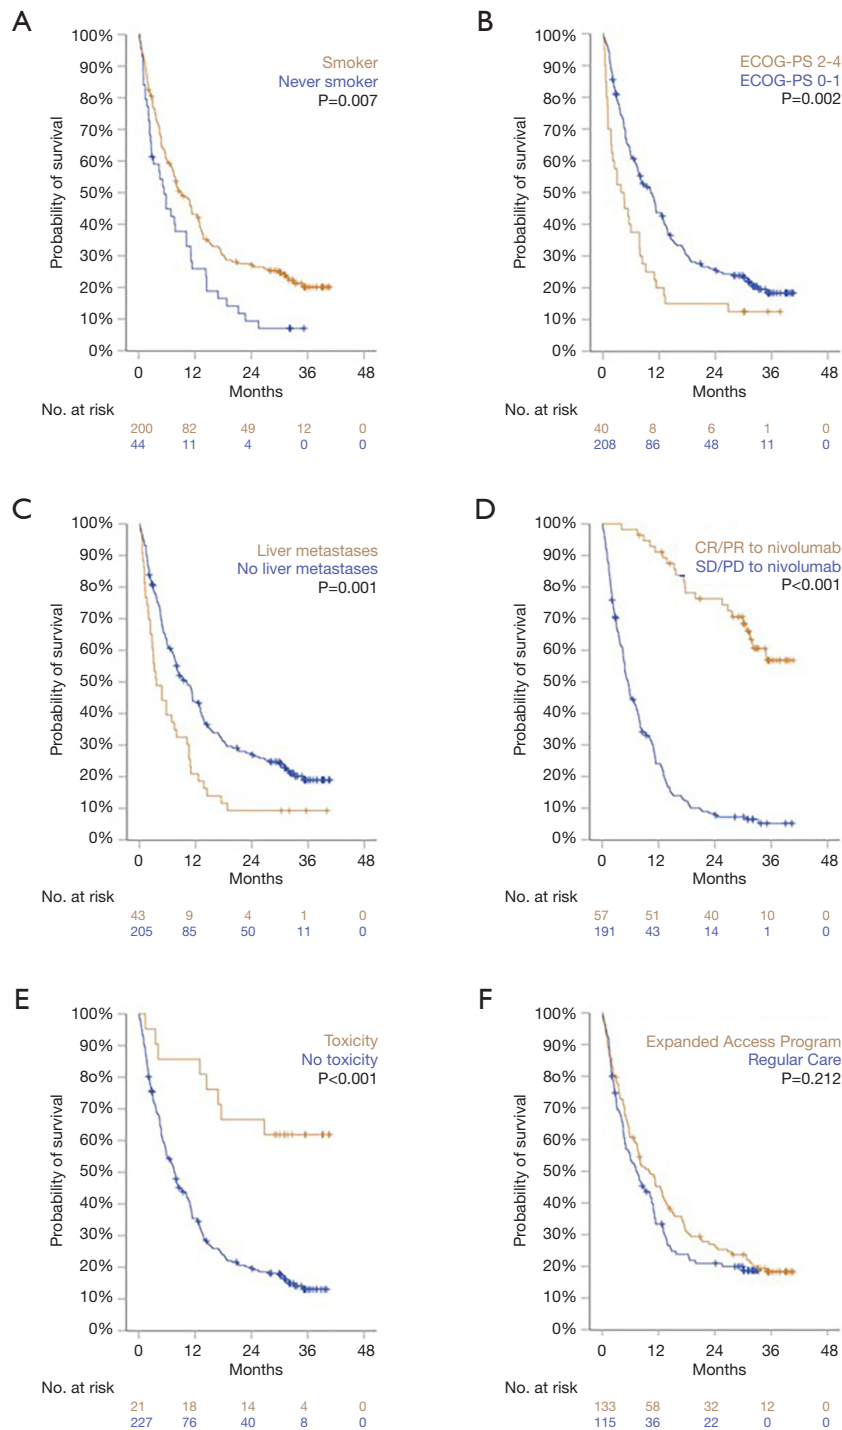 A
100%
90%
8o%
70%
60%
50%
40%
30%
20%
10%
0%
Probability of survival
Smoker
Never smoker
P=0.007
0 12 24 36 48
Months
No. at risk
200 82 49 12 0
44 11 4 0 0
B
100%
90%
8o%
70%
60%
50%
40%
30%
20%
10%
0%
Probability of survival
ECOG-PS 2-4
ECOG-PS 0-1
P=0.002
0 12 24 36 48
Months
No. at risk
40 8 6 1 0
208 86 48 11 0
C
100%
90%
8o%
70%
60%
50%
40%
30%
20%
10%
0%
Probability of survival
Liver metastases
No liver metastases
P=0.001
0 12 24 36 48
Months
No. at risk
43 9 4 1 0
205 85 50 11 0
D
100%
90%
8o%
70%
60%
50%
40%
30%
20%
10%
0%
Probability of survival
CR/PR to nivolumab
SD/PD to nivolumab
P<0.001
0 12 24 36 48
Months
No. at risk
57 51 40 10 0
191 43 14 1 0
E
100%
90%
8o%
70%
60%
50%
40%
30%
20%
10%
0%
Probability of survival
Toxicity
No toxicity
P<0.001
0 12 24 36 48
Months
No. at risk
21 18 14 4 0
227 76 40 8 0
F
100%
90%
8o%
70%
60%
50%
40%
30%
20%
10%
0%
Probability of survival
Expanded Access Program
Regular Care
P=0.212
0 12 24 36 48
Months
No. at risk
133 58 32 12 0
115 36 22 0 0